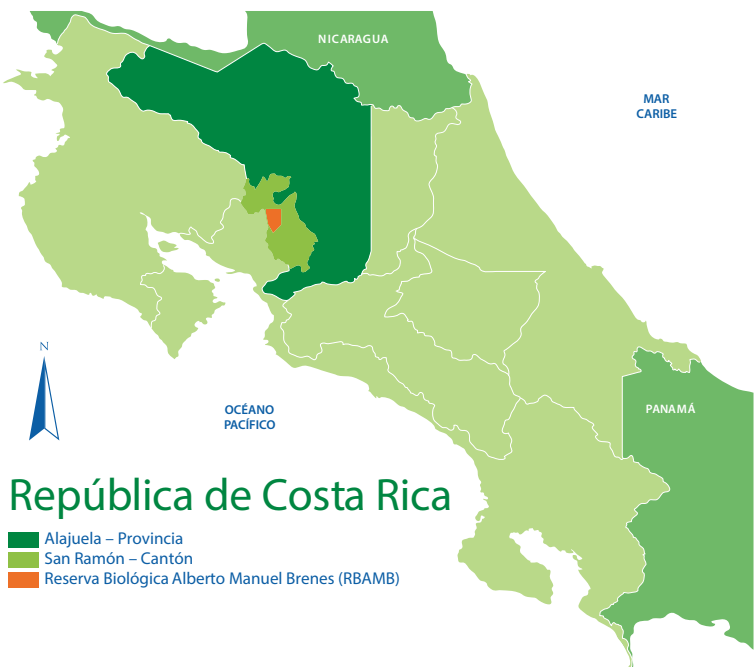 NICARAGUA
MAR
CARIBE
N
OCÉANO
PACÍFICO
PANAMÁ
República de Costa Rica
Alajuela – Provincia
San Ramón – Cantón
Reserva Biológica Alberto Manuel Brenes (RBAMB)